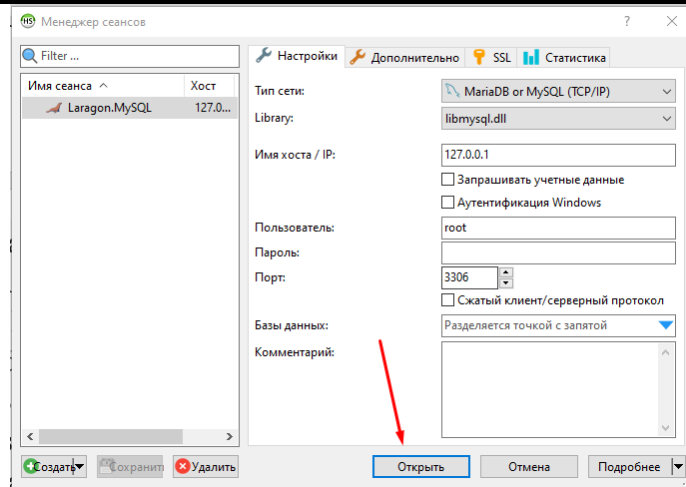 HS Менеджер сеансов ? ×
Filter ...
Имя сеанса Хост
Laragon.MySQL 127.0...
Настройки Дополнительно SSL Статистика
Тип сети: MariaDB or MySQL (TCP/IP)
Library: libmysql.dll
Имя хоста / IP: 127.0.0.1
Запрашивать учетные данные
Аутентификация Windows
Пользователь: root
Пароль:
Порт: 3306
Сжатый клиент/серверный протокол
Базы данных: Разделяется точкой с запятой
Комментарий:
Создать Сохранить Удалить Открыть Отмена Подробнее